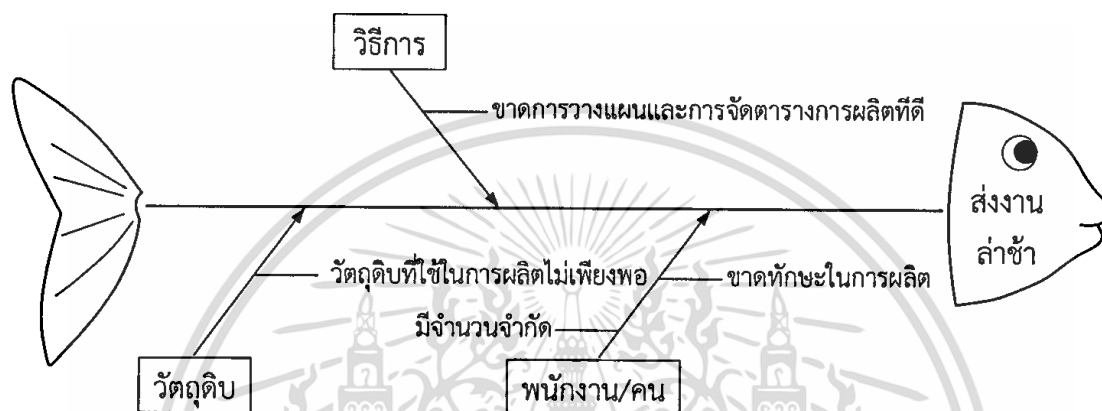 วิธีการ
ขาดการวางแผนและการจัดตารางการผลิตที่ดี
ส่งงาน
ล่าช้า
วัตถุดิบที่ใช้ในการผลิตไม่เพียงพอ
ขาดทักษะในการผลิต
มีจำนวนจำกัด
วัตถุดิบ
พนักงาน/คน